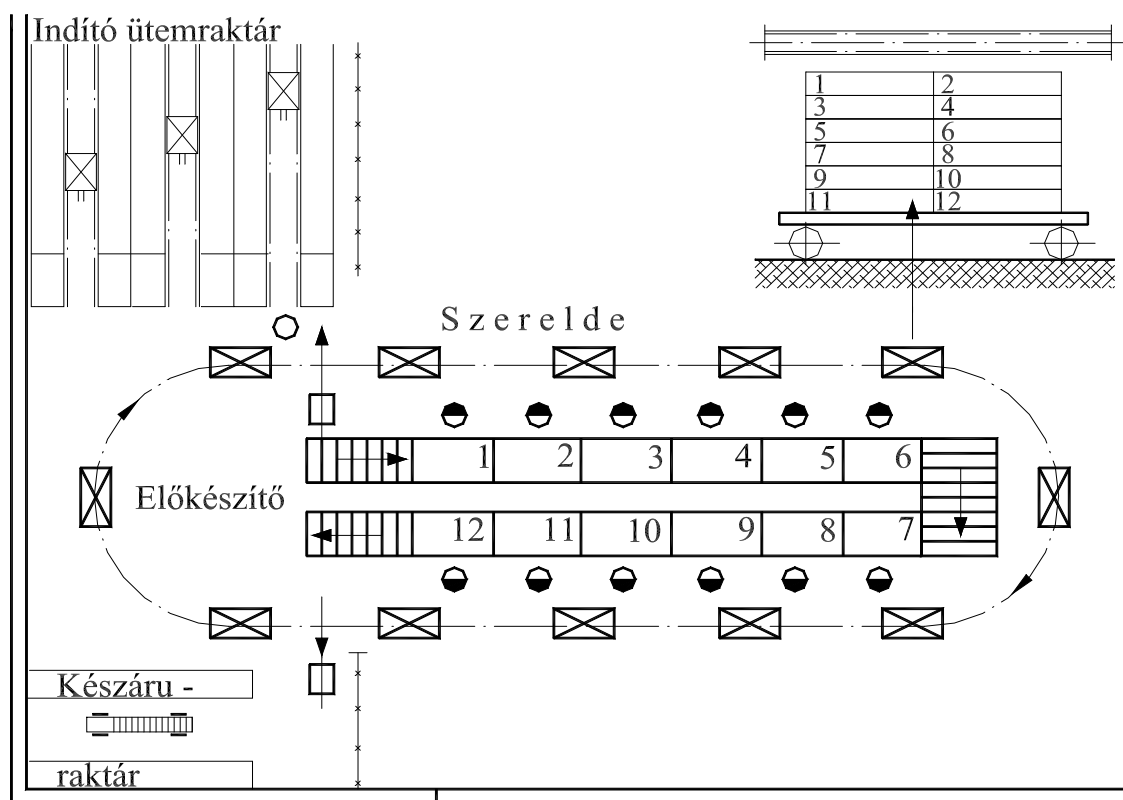 Indító ütemraktár
1 2
3 4
5 6
7 8
9 10
11 12
Szerelde
1 2 3 4 5 6
Előkészítő
12 11 10 9 8 7
Készáru -
raktár